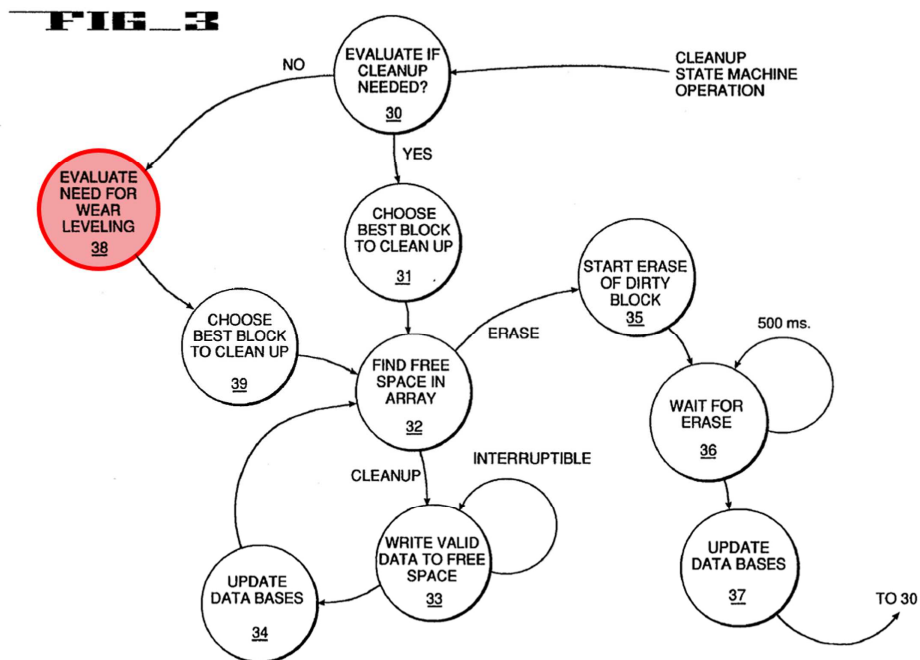 FIG_3
EVALUATE IF
CLEANUP
NEEDED?
30
CLEANUP
STATE MACHINE
OPERATION
NO
YES
EVALUATE
NEED FOR
WEAR
LEVELING
38
CHOOSE
BEST BLOCK
TO CLEAN UP
31
START ERASE
OF DIRTY
BLOCK
35
CHOOSE
BEST BLOCK
TO CLEAN UP
39
ERASE
500 ms.
FIND FREE
SPACE IN
ARRAY
32
WAIT FOR
ERASE
36
CLEANUP
INTERRUPTIBLE
WRITE VALID
DATA TO FREE
SPACE
33
UPDATE
DATA BASES
34
UPDATE
DATA BASES
37
TO 30